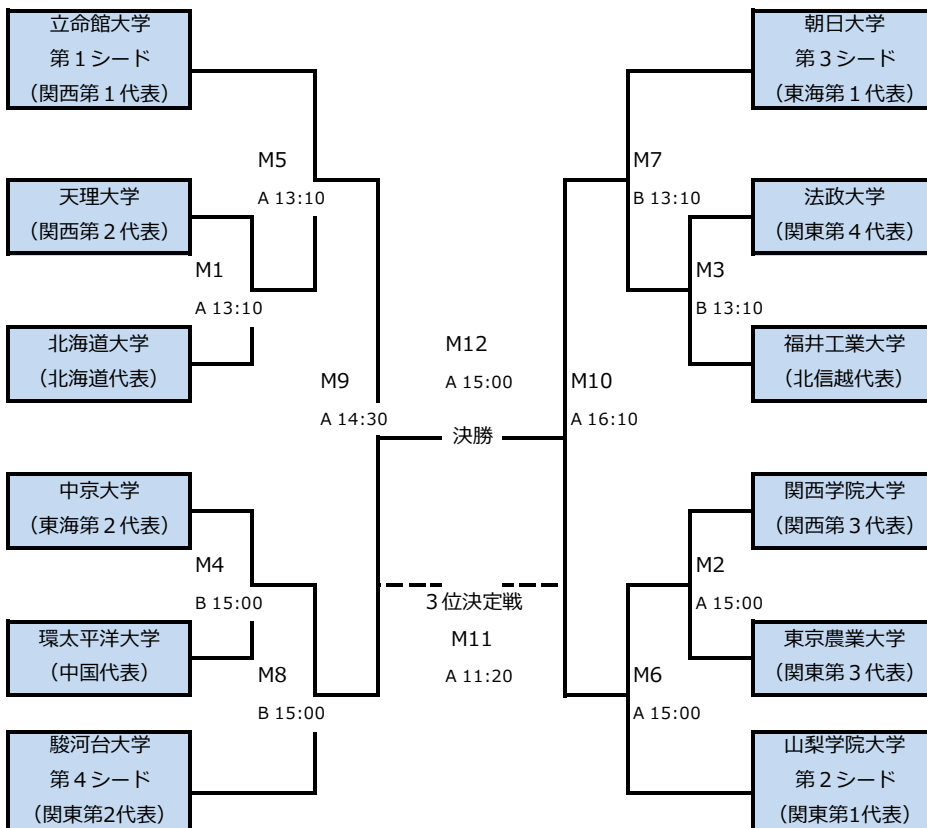 立命館大学
第１シード
（関西第１代表）
M5
A 13:10
天理大学
（関西第２代表）
M1
A 13:10
北海道大学
（北海道代表）
M9
A 14:30
中京大学
（東海第２代表）
M4
B 15:00
環太平洋大学
（中国代表）
M8
B 15:00
駿河台大学
第４シード
（関東第2代表）
M12
A 15:00
決勝
３位決定戦
M11
A 11:20
朝日大学
第３シード
（東海第１代表）
M7
B 13:10
法政大学
（関東第４代表）
M3
B 13:10
福井工業大学
（北信越代表）
M10
A 16:10
関西学院大学
（関西第３代表）
M2
A 15:00
東京農業大学
（関東第３代表）
M6
A 15:00
山梨学院大学
第２シード
（関東第1代表）